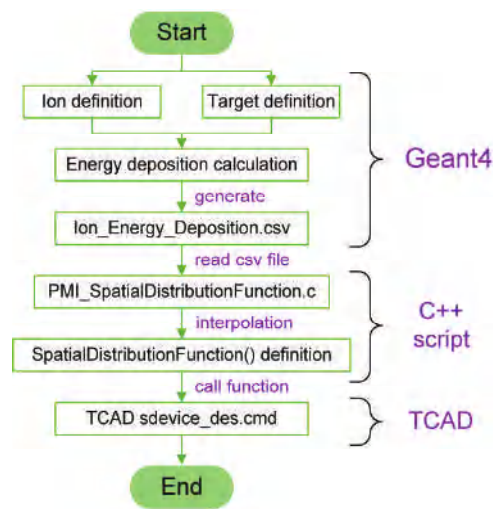 Start
Ion definition
Target definition
Energy deposition calculation
generate
Ion_Energy_Deposition.csv
Geant4
read csv file
PMI_SpatialDistributionFunction.c
interpolation
SpatialDistributionFunction() definition
C++
script
call function
TCAD sdevice_des.cmd
TCAD
End